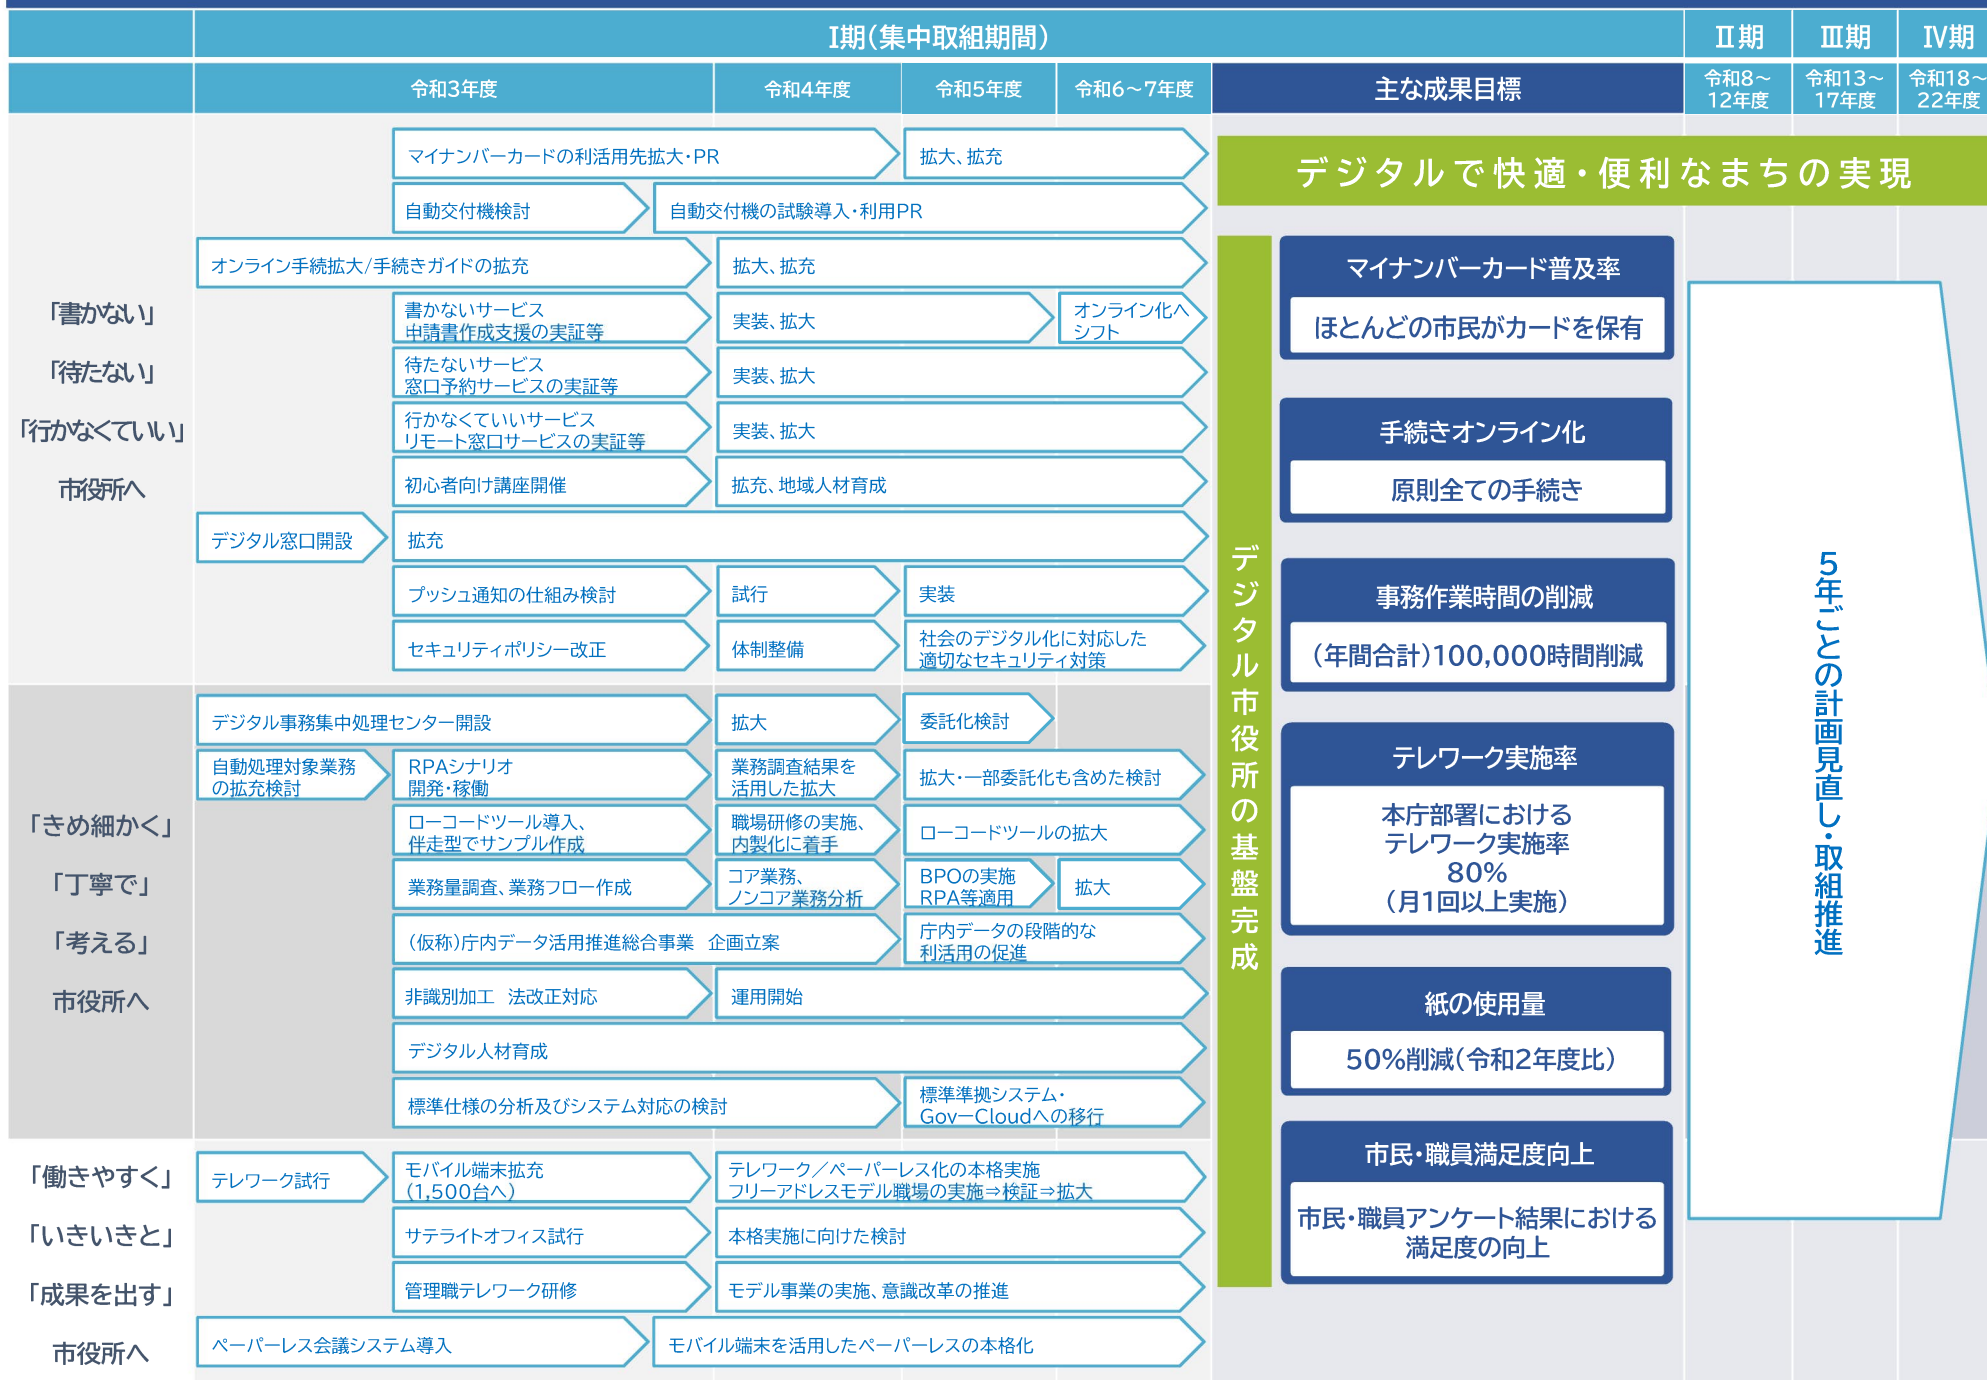 Ⅰ期(集中取組期間)
Ⅱ期
Ⅲ期
Ⅳ期
令和3年度
令和4年度
令和5年度
令和6～7年度
主な成果目標
令和8～
12年度
令和13～
17年度
令和18～
22年度
「書かない」
「待たない」
「行かなくていい」
市役所へ
マイナンバーカードの利活用先拡大・PR
拡大、拡充
自動交付機検討
自動交付機の試験導入・利用PR
オンライン手続拡大/手続きガイドの拡充
拡大、拡充
書かないサービス
申請書作成支援の実証等
実装、拡大
オンライン化へ
シフト
待たないサービス
窓口予約サービスの実証等
実装、拡大
行かなくていいサービス
リモート窓口サービスの実証等
実装、拡大
初心者向け講座開催
拡充、地域人材育成
デジタル窓口開設
拡充
プッシュ通知の仕組み検討
試行
実装
セキュリティポリシー改正
体制整備
社会のデジタル化に対応した
適切なセキュリティ対策
「きめ細かく」
「丁寧で」
「考える」
市役所へ
デジタル事務集中処理センター開設
拡大
委託化検討
自動処理対象業務
の拡充検討
RPAシナリオ
開発・稼働
業務調査結果を
活用した拡大
拡大・一部委託化も含めた検討
ローコードツール導入、
伴走型でサンプル作成
職場研修の実施、
内製化に着手
ローコードツールの拡大
業務量調査、業務フロー作成
コア業務、
ノンコア業務分析
BPOの実施
RPA等適用
拡大
(仮称)庁内データ活用推進総合事業　企画立案
庁内データの段階的な
利活用の促進
非識別加工　法改正対応
運用開始
デジタル人材育成
標準仕様の分析及びシステム対応の検討
標準準拠システム・
Gov―Cloudへの移行
「働きやすく」
「いきいきと」
「成果を出す」
市役所へ
テレワーク試行
モバイル端末拡充
(1,500台へ)
テレワーク／ペーパーレス化の本格実施
フリーアドレスモデル職場の実施⇒検証⇒拡大
サテライトオフィス試行
本格実施に向けた検討
管理職テレワーク研修
モデル事業の実施、意識改革の推進
ペーパーレス会議システム導入
モバイル端末を活用したペーパーレスの本格化
デジタルで快適・便利なまちの実現
デジタル市役所の基盤完成
マイナンバーカード普及率
ほとんどの市民がカードを保有
手続きオンライン化
原則全ての手続き
事務作業時間の削減
(年間合計)100,000時間削減
テレワーク実施率
本庁部署における
テレワーク実施率
80%
(月1回以上実施)
紙の使用量
50%削減(令和2年度比)
市民・職員満足度向上
市民・職員アンケート結果における
満足度の向上
5年ごとの計画見直し・取組推進